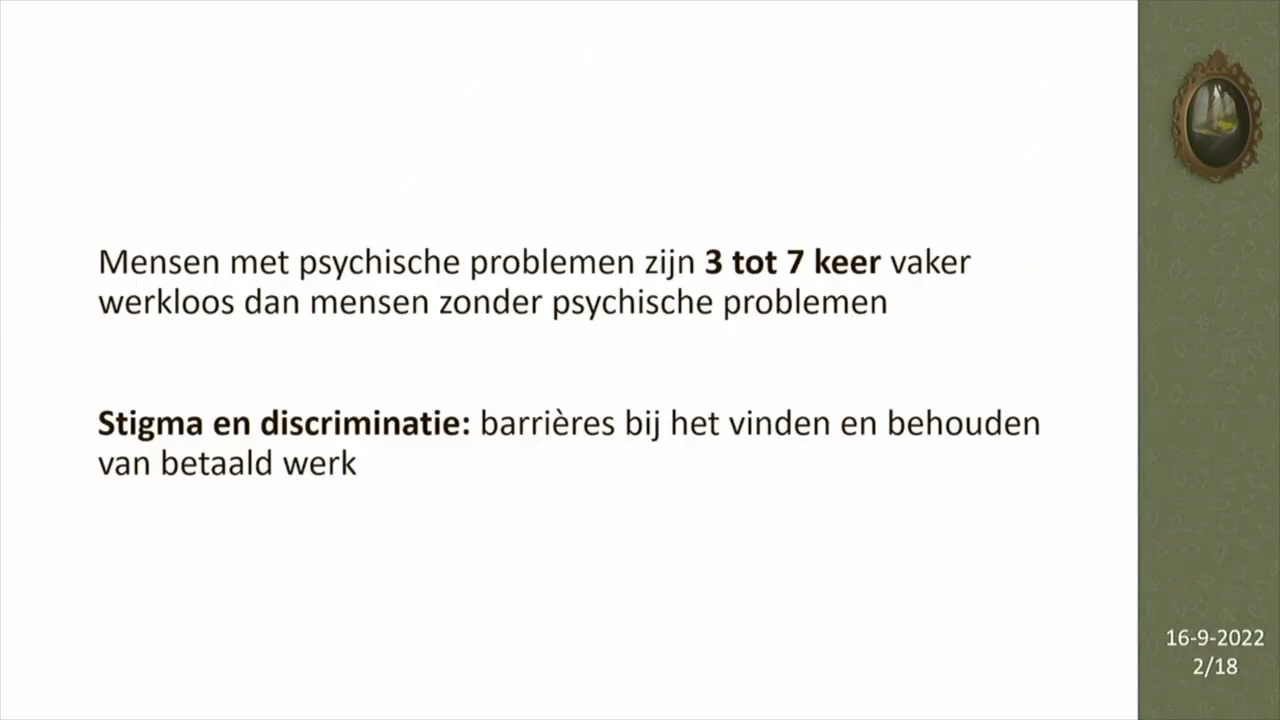 Mensen met psychische problemen zijn 3 tot 7 keer vaker
werkloos dan mensen zonder psychische problemen
Stigma en discriminatie: barrières bij het vinden en behouden
van betaald werk
16-9-2022
2/18